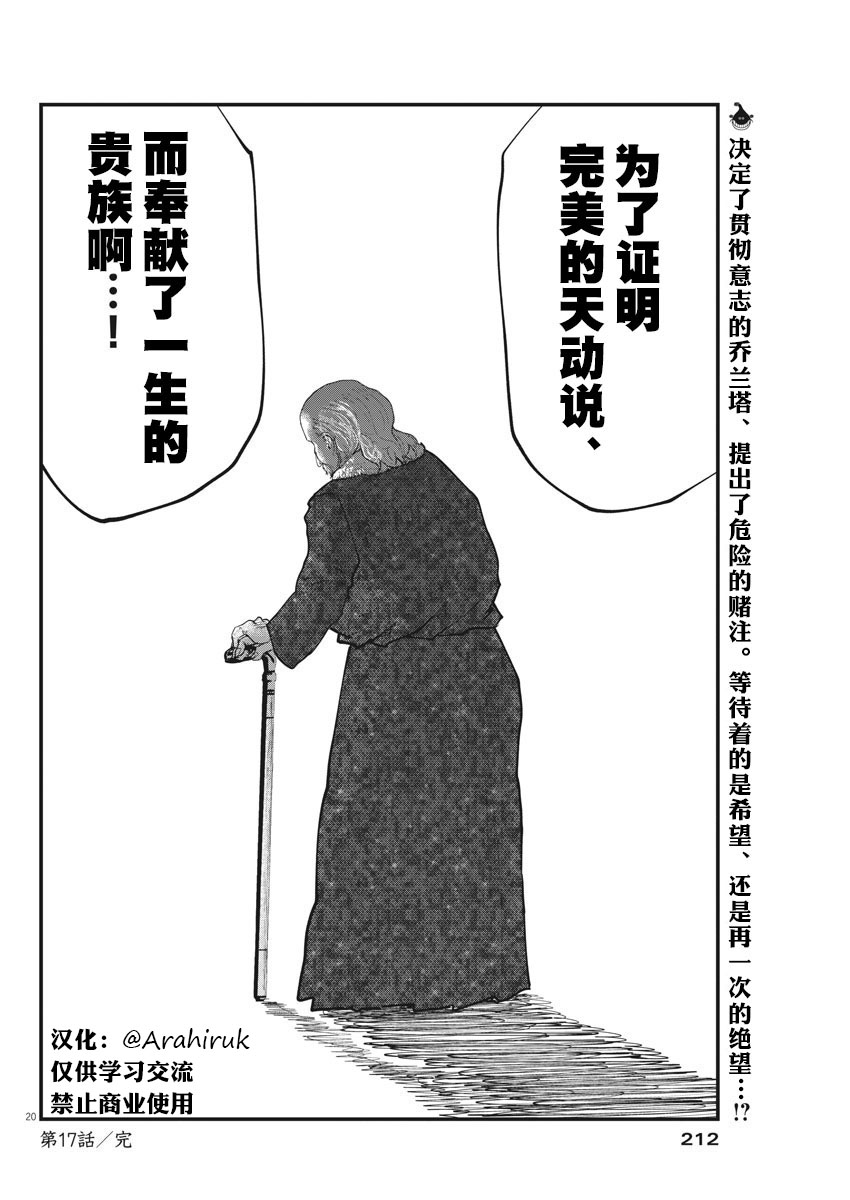 为了证明
完美的天动说、
而奉献了一生的
贵族啊…!
决定了贯彻意志的乔兰塔、提出了危险的赌注。等待着的是希望、还是再一次的绝望…!?
汉化：@Arahiruk
仅供学习交流
禁止商业使用
20
第17話／完
212